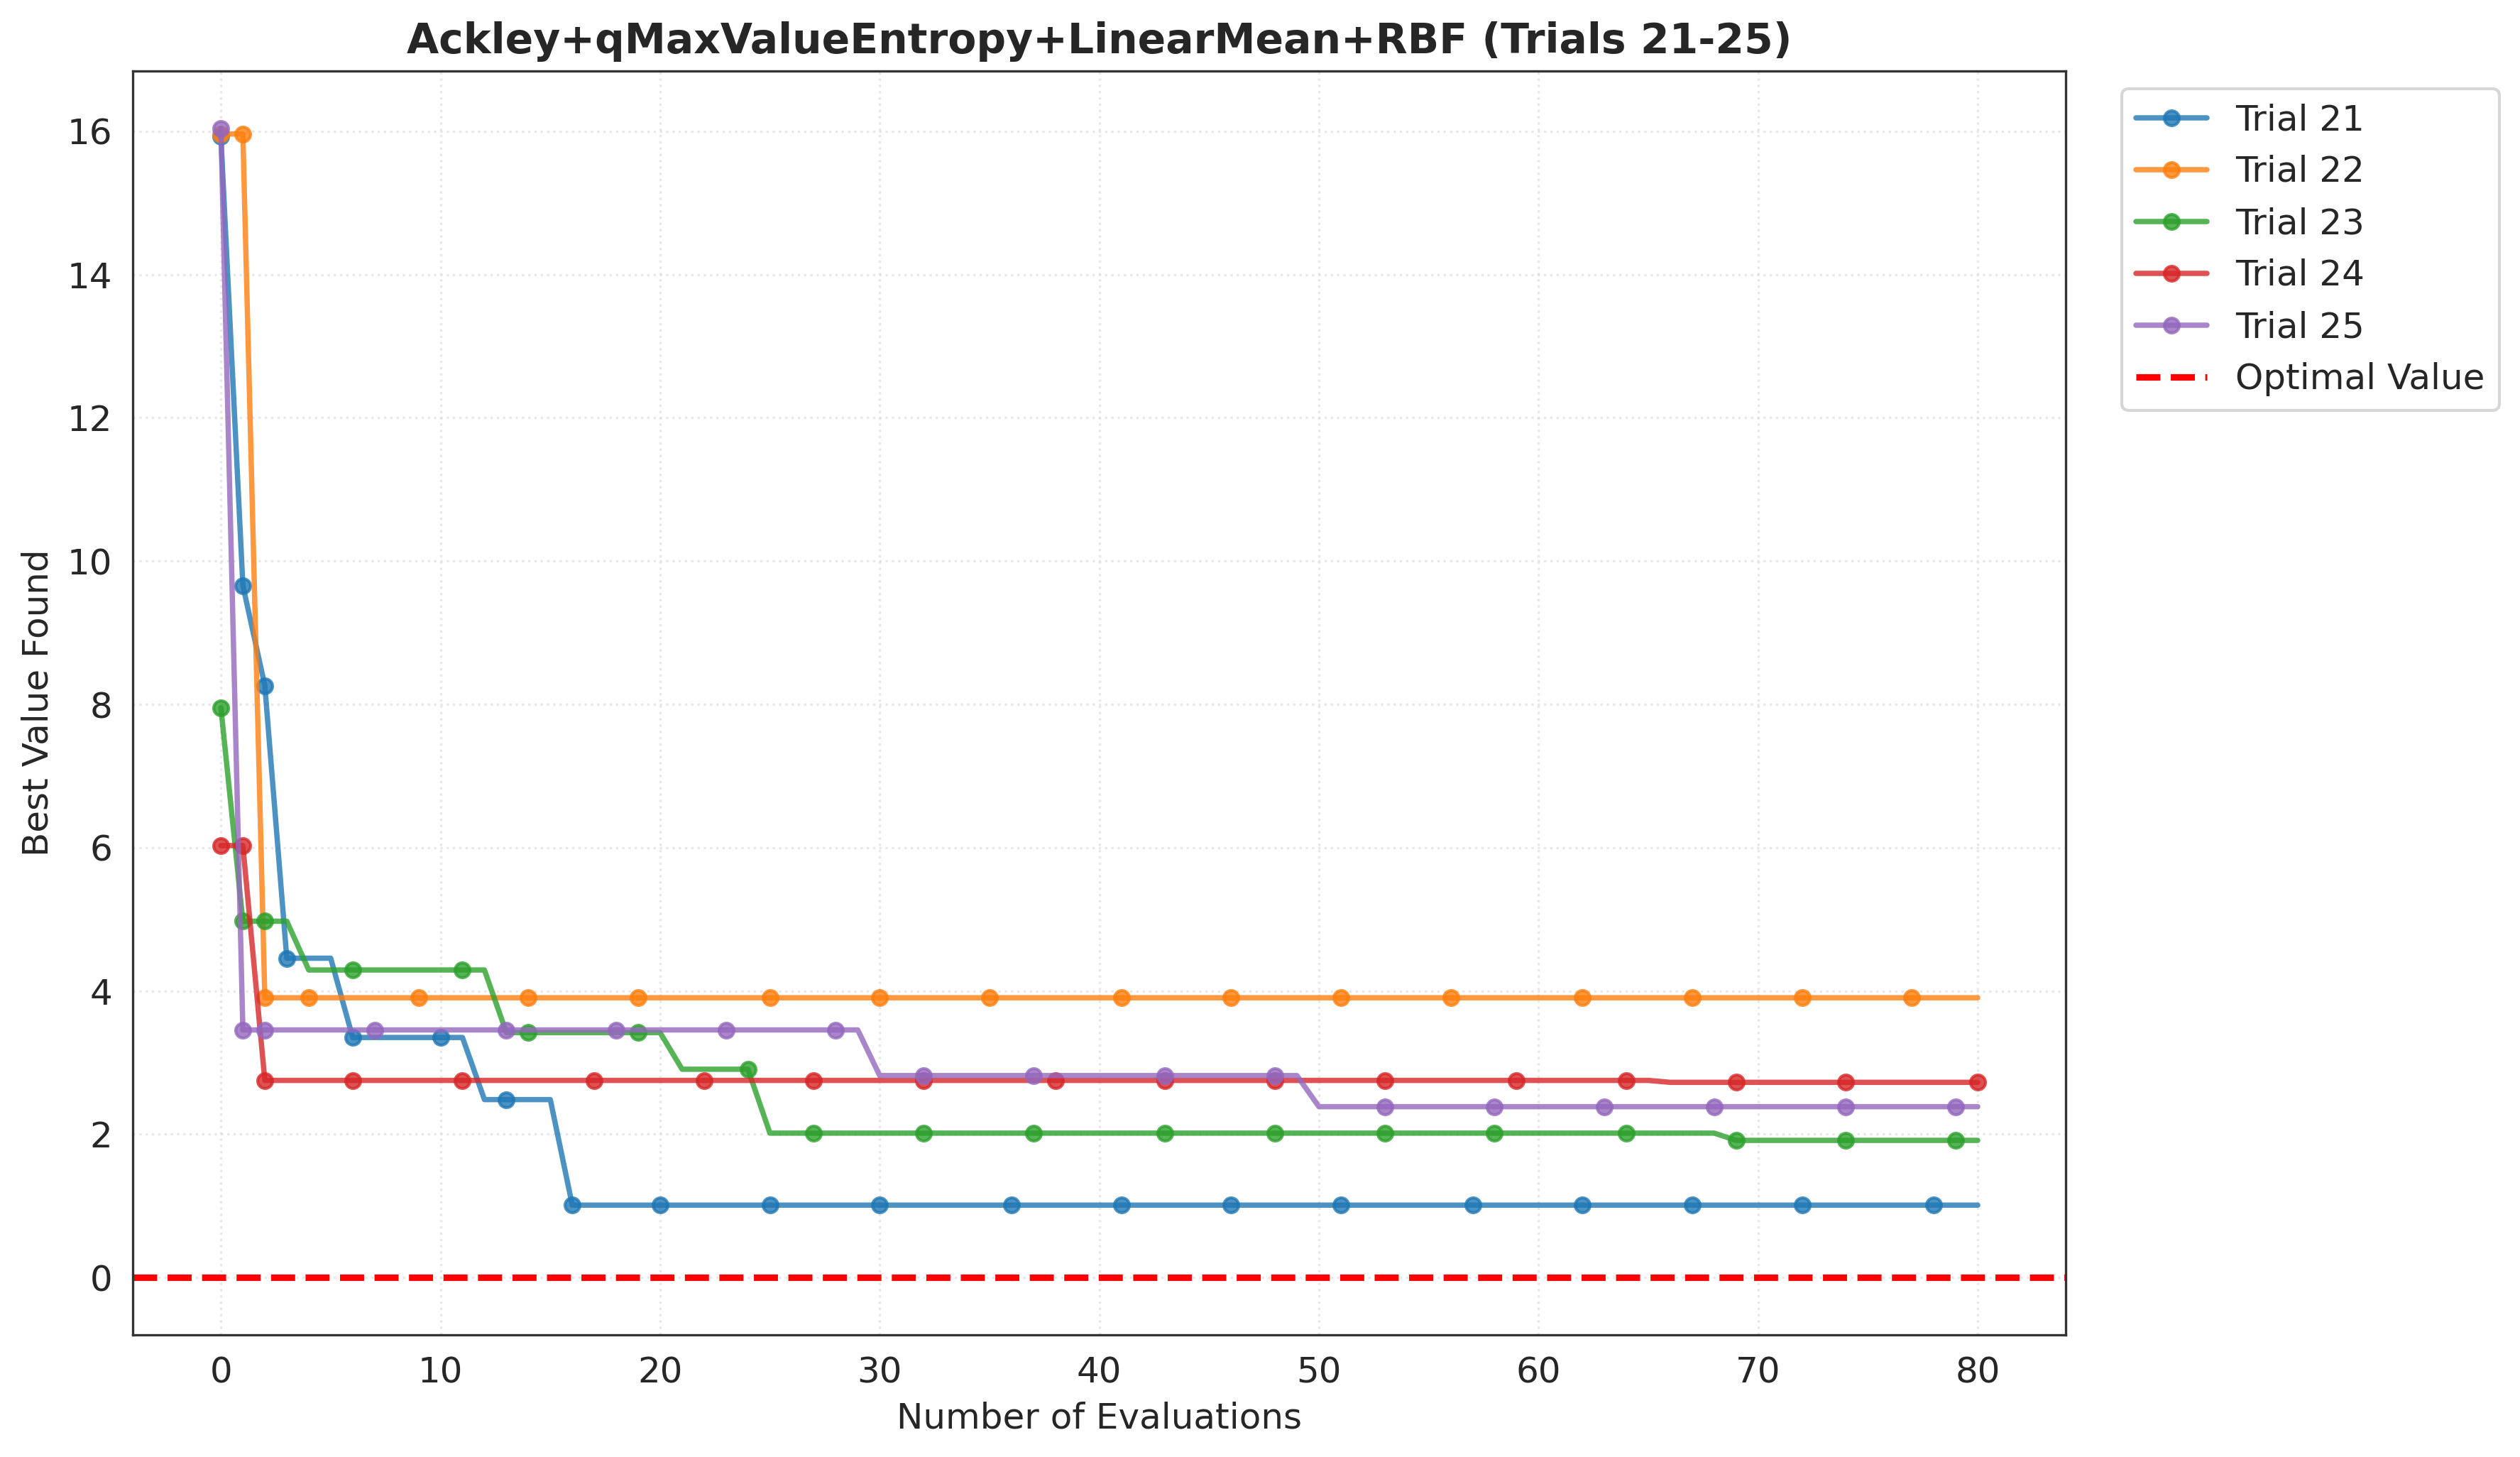 Ackley+qMaxValueEntropy+LinearMean+RBF (Trials 21-25)
Best Value Found
16
14
12
10
8
6
4
2
0
0 10 20 30 40 50 60 70 80
Number of Evaluations
Trial 21
Trial 22
Trial 23
Trial 24
Trial 25
Optimal Value